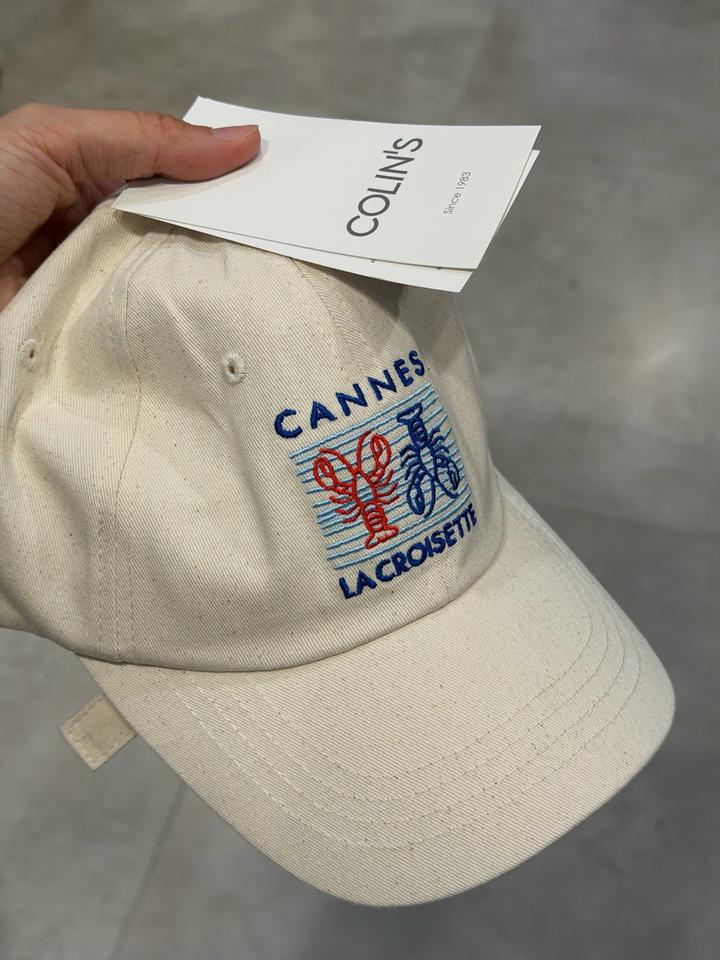 COLIN'S
Since 1983
CANNES
LA CROISETTE